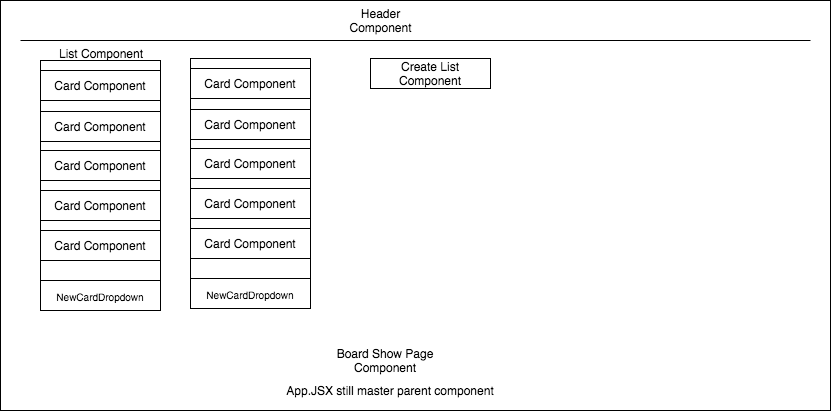 Header
Component
List Component
Card Component
Card Component
Card Component
Card Component
Card Component
NewCardDropdown
Card Component
Card Component
Card Component
Card Component
Card Component
NewCardDropdown
Create List
Component
Board Show Page
Component
App.JSX still master parent component